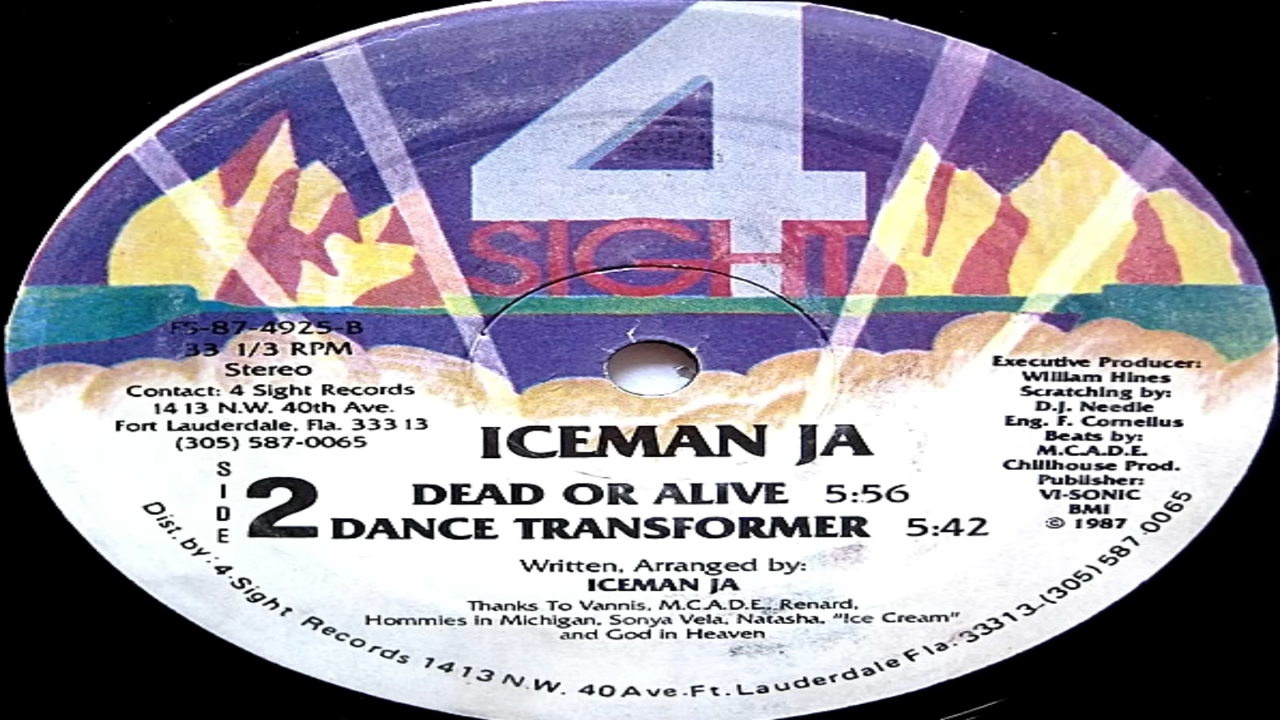 4
SIGHT
FS-87-4925-B
33 1/3 RPM
Stereo
Contact: 4 Sight Records
1413 N.W. 40th Ave.
Fort Lauderdale, Fla. 33313
(305) 587-0065
SIDE
2
Executive Producer:
William Hines
Scratching by:
D.J. Needle
Eng. F. Cornelius
Beats by:
M.C.A.D.E.
Chillhouse Prod.
Publisher:
VI-SONIC
BMI
© 1987
ICEMAN JA
DEAD OR ALIVE 5:56
DANCE TRANSFORMER 5:42
Written, Arranged by:
ICEMAN JA
Thanks To Vannis, M.C.A.D.E., Renard,
Hommies in Michigan, Sonya Vela, Natasha, "Ice Cream"
and God in Heaven
Dist. by: 4-Sight Records 1413 N.W. 40 Ave. Ft. Lauderdale Fla. 33313-(305) 587-0065